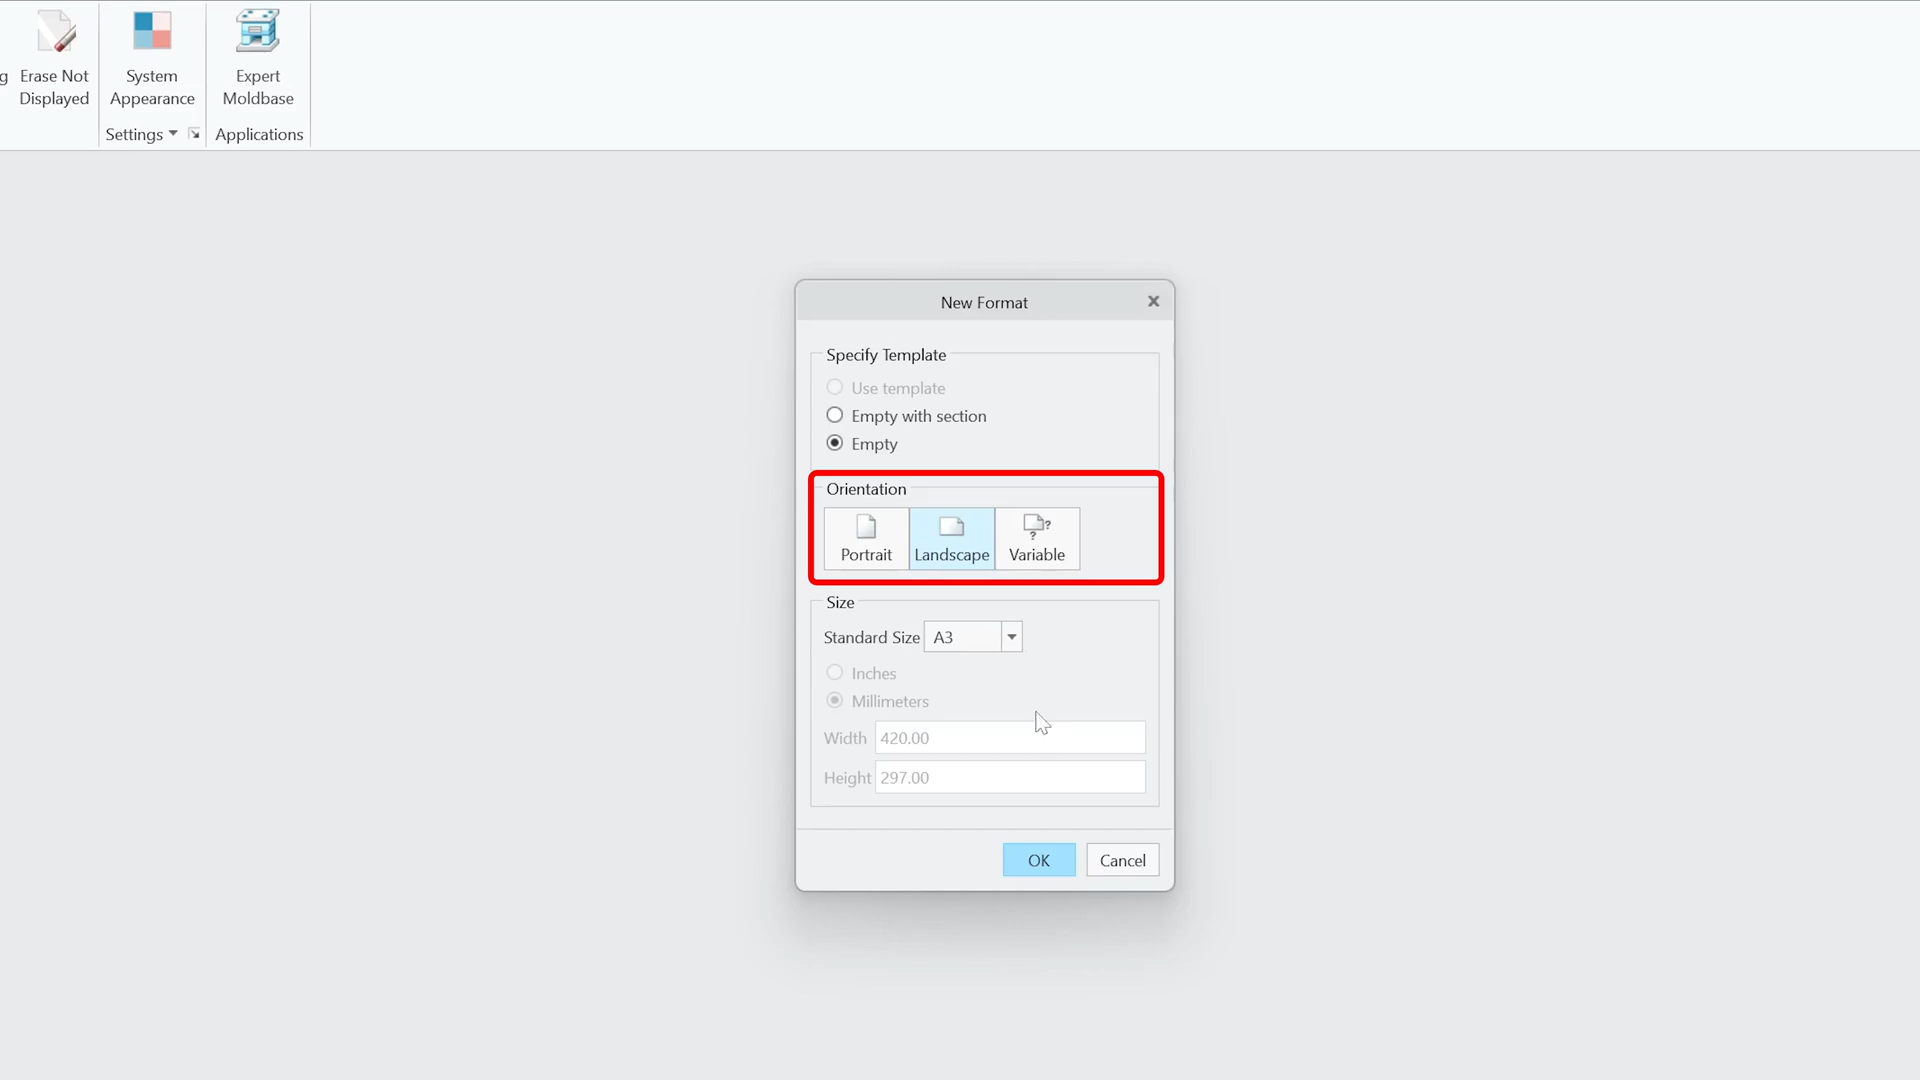 g
Erase Not
Displayed
System
Appearance
Expert
Moldbase
Settings
Applications
New Format
Specify Template
Use template
Empty with section
Empty
Orientation
Portrait
Landscape
??
Variable
Size
Standard Size A3
Inches
Millimeters
Width 420.00
Height 297.00
OK
Cancel